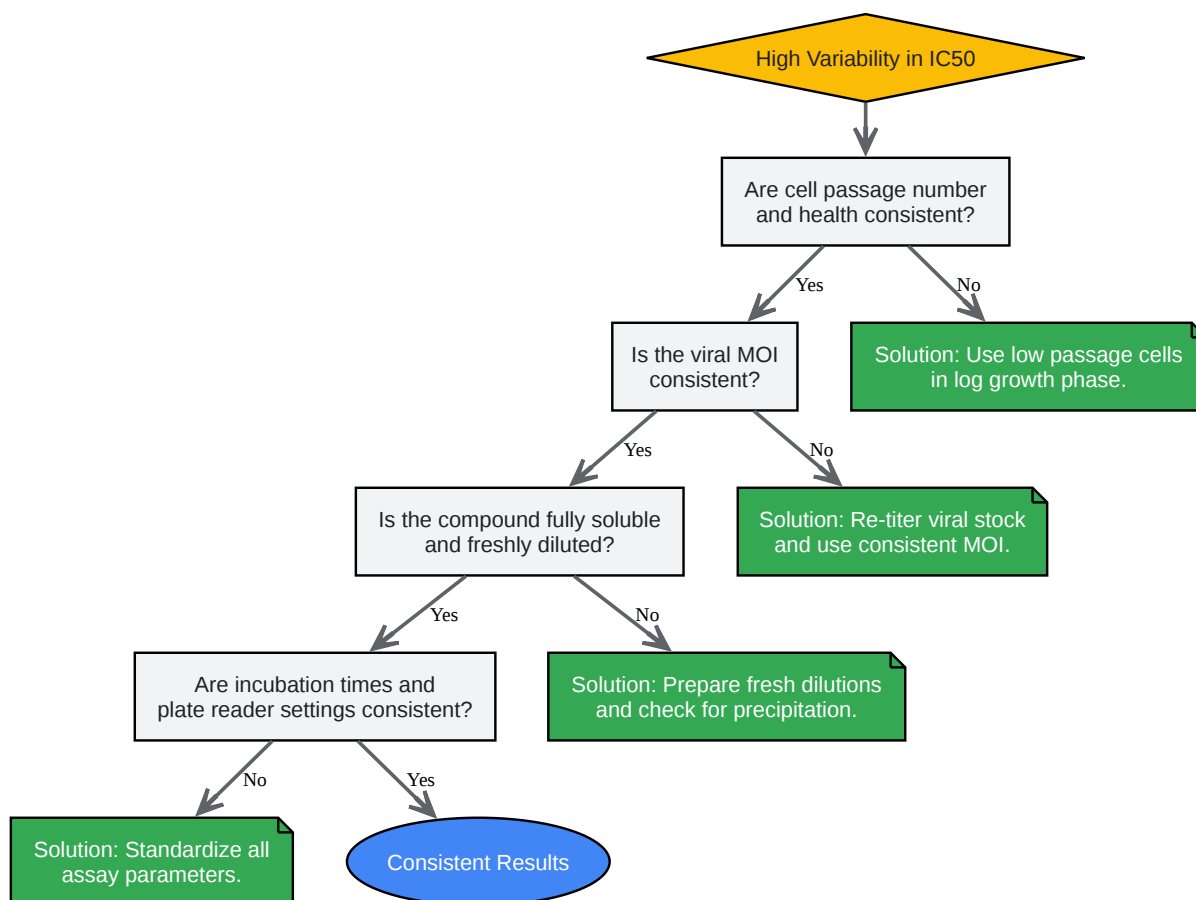 High Variability in IC50
Are cell passage number
and health consistent?
Yes
No
Is the viral MOI
consistent?
Solution: Use low passage cells
in log growth phase.
Yes
No
Is the compound fully soluble
and freshly diluted?
Solution: Re-titer viral stock
and use consistent MOI.
Yes
No
Are incubation times and
plate reader settings consistent?
Solution: Prepare fresh dilutions
and check for precipitation.
No
Yes
Solution: Standardize all
assay parameters.
Consistent Results